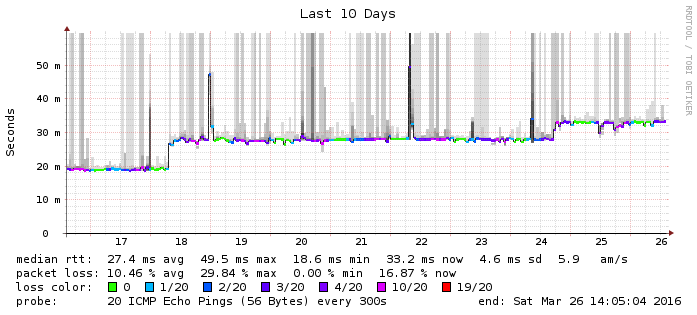 Last 10 Days
RRDTOOL / TOBI OETIKER
Seconds
50 m
40 m
30 m
20 m
10 m
0
17 18 19 20 21 22 23 24 25 26
median rtt: 27.4 ms avg 49.5 ms max 18.6 ms min 33.2 ms now 4.6 ms sd 5.9 am/s
packet loss: 10.46 % avg 29.84 % max 0.00 % min 16.87 % now
loss color: 0 1/20 2/20 3/20 4/20 10/20 19/20
probe: 20 ICMP Echo Pings (56 Bytes) every 300s end: Sat Mar 26 14:05:04 2016